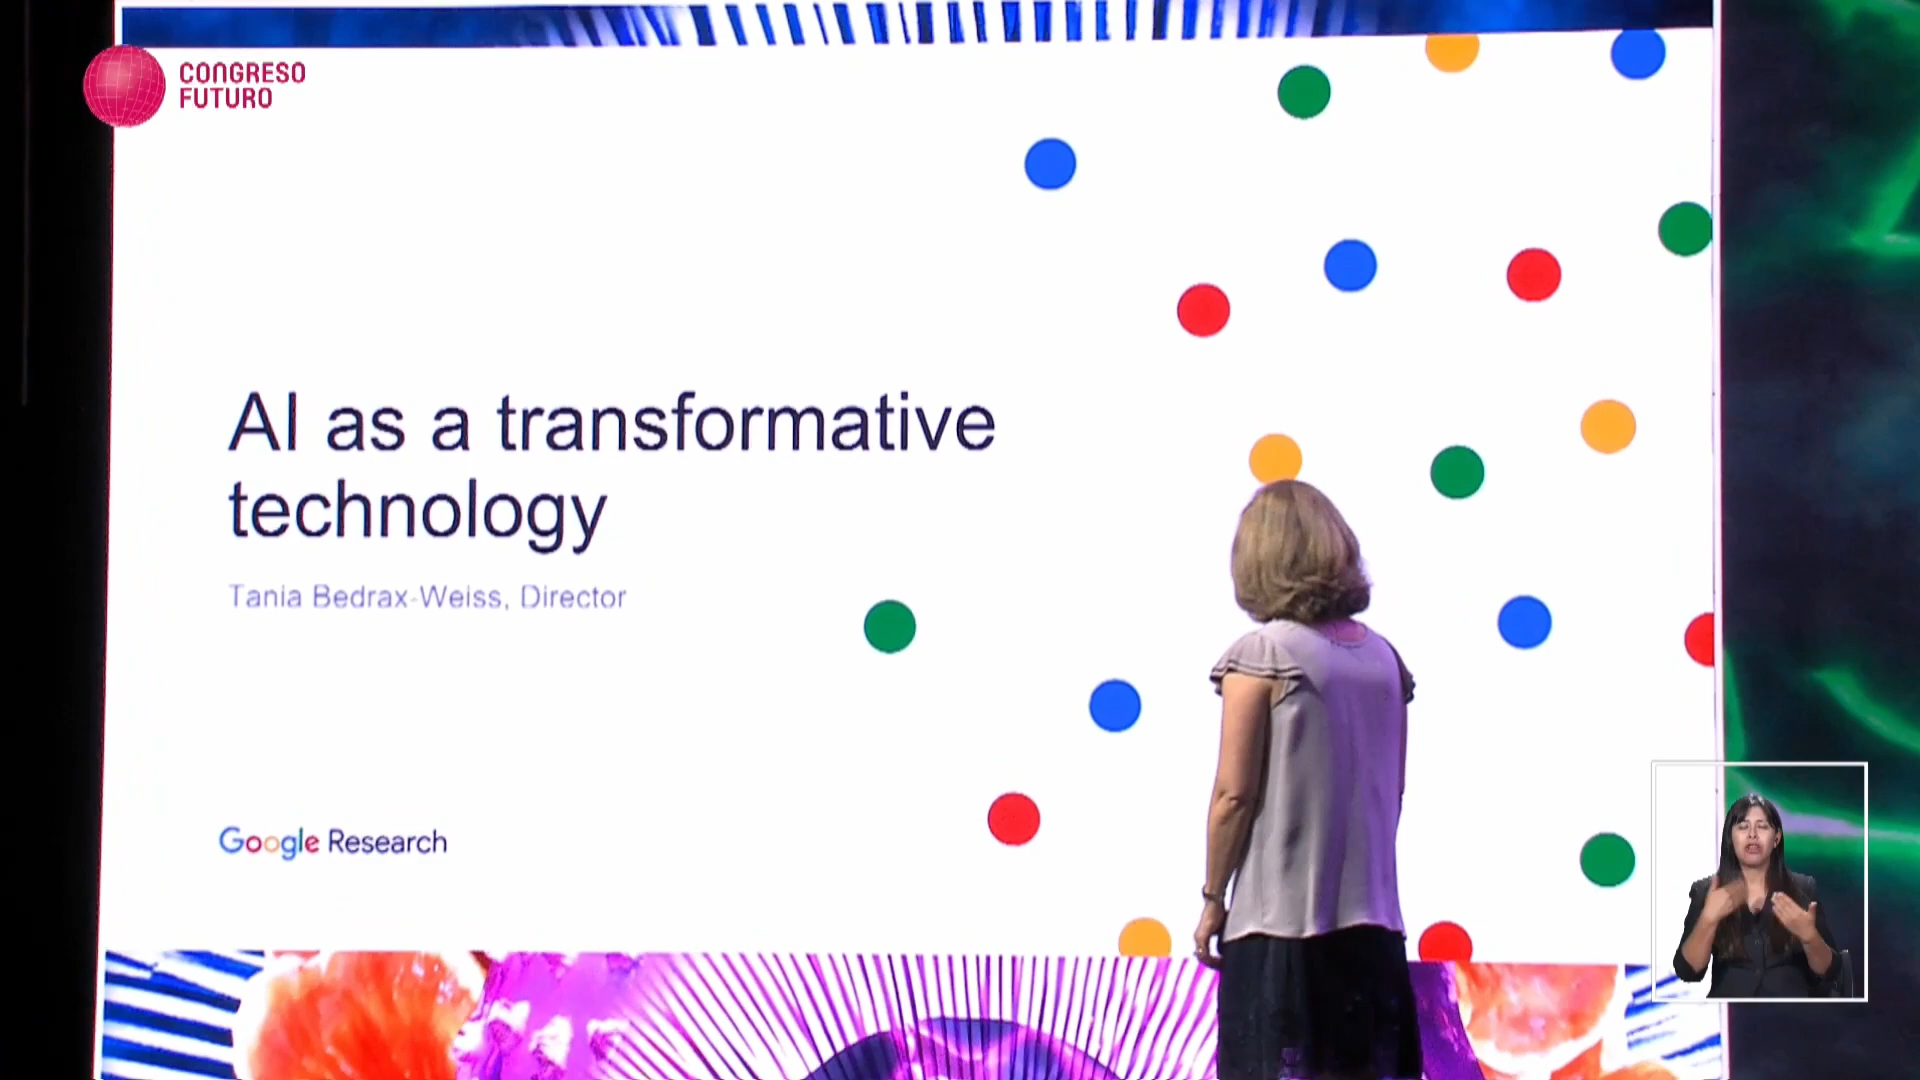 CONGRESO
FUTURO
AI as a transformative
technology
Tania Bedrax-Weiss, Director
Google Research